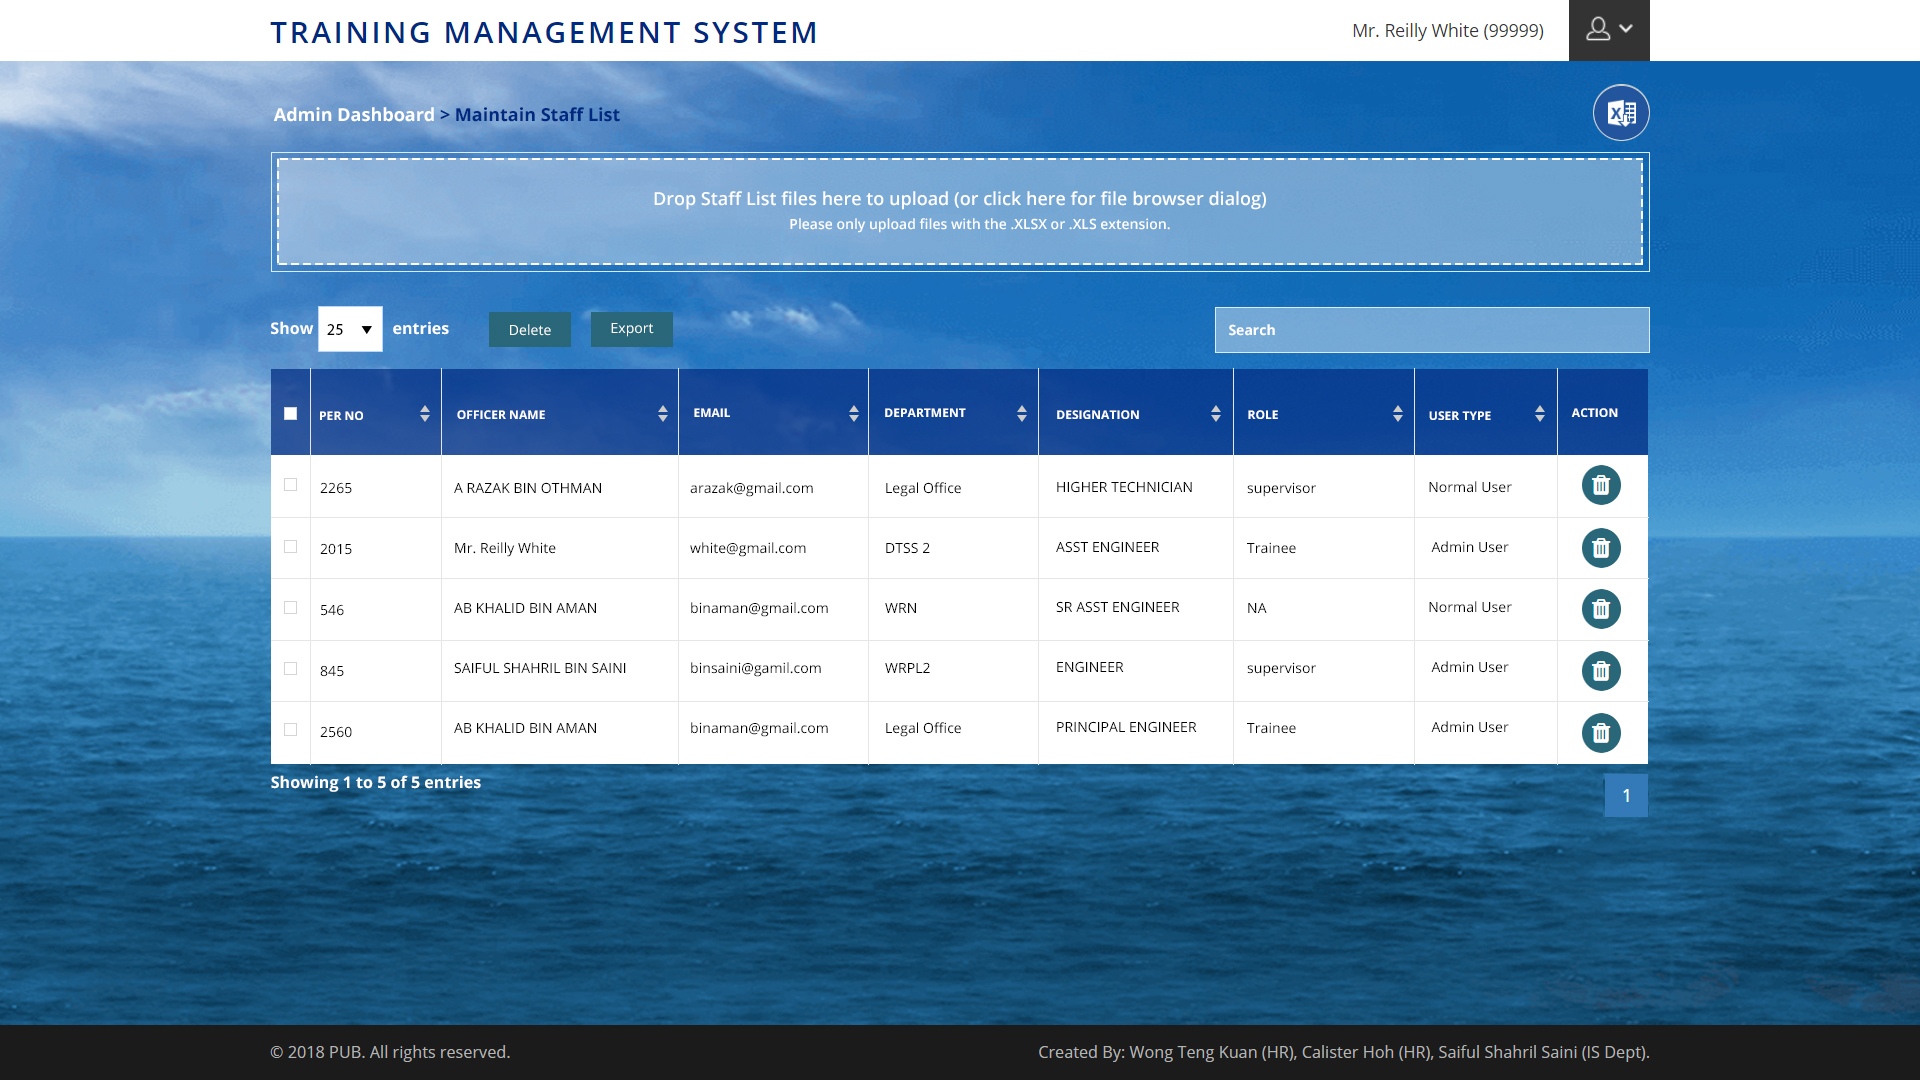 TRAINING MANAGEMENT SYSTEM
Mr. Reilly White (99999)
Admin Dashboard > Maintain Staff List
Drop Staff List files here to upload (or click here for file browser dialog)
Please only upload files with the .XLSX or .XLS extension.
Show 25 entries Delete Export Search
PER NO OFFICER NAME EMAIL DEPARTMENT DESIGNATION ROLE USER TYPE ACTION
2265 A RAZAK BIN OTHMAN arazak@gmail.com Legal Office HIGHER TECHNICIAN supervisor Normal User
2015 Mr. Reilly White white@gmail.com DTSS 2 ASST ENGINEER Trainee Admin User
546 AB KHALID BIN AMAN binaman@gmail.com WRN SR ASST ENGINEER NA Normal User
845 SAIFUL SHAHRIL BIN SAINI binsaini@gamil.com WRPL2 ENGINEER supervisor Admin User
2560 AB KHALID BIN AMAN binaman@gmail.com Legal Office PRINCIPAL ENGINEER Trainee Admin User
Showing 1 to 5 of 5 entries
1
© 2018 PUB. All rights reserved.
Created By: Wong Teng Kuan (HR), Calister Hoh (HR), Saiful Shahril Saini (IS Dept).